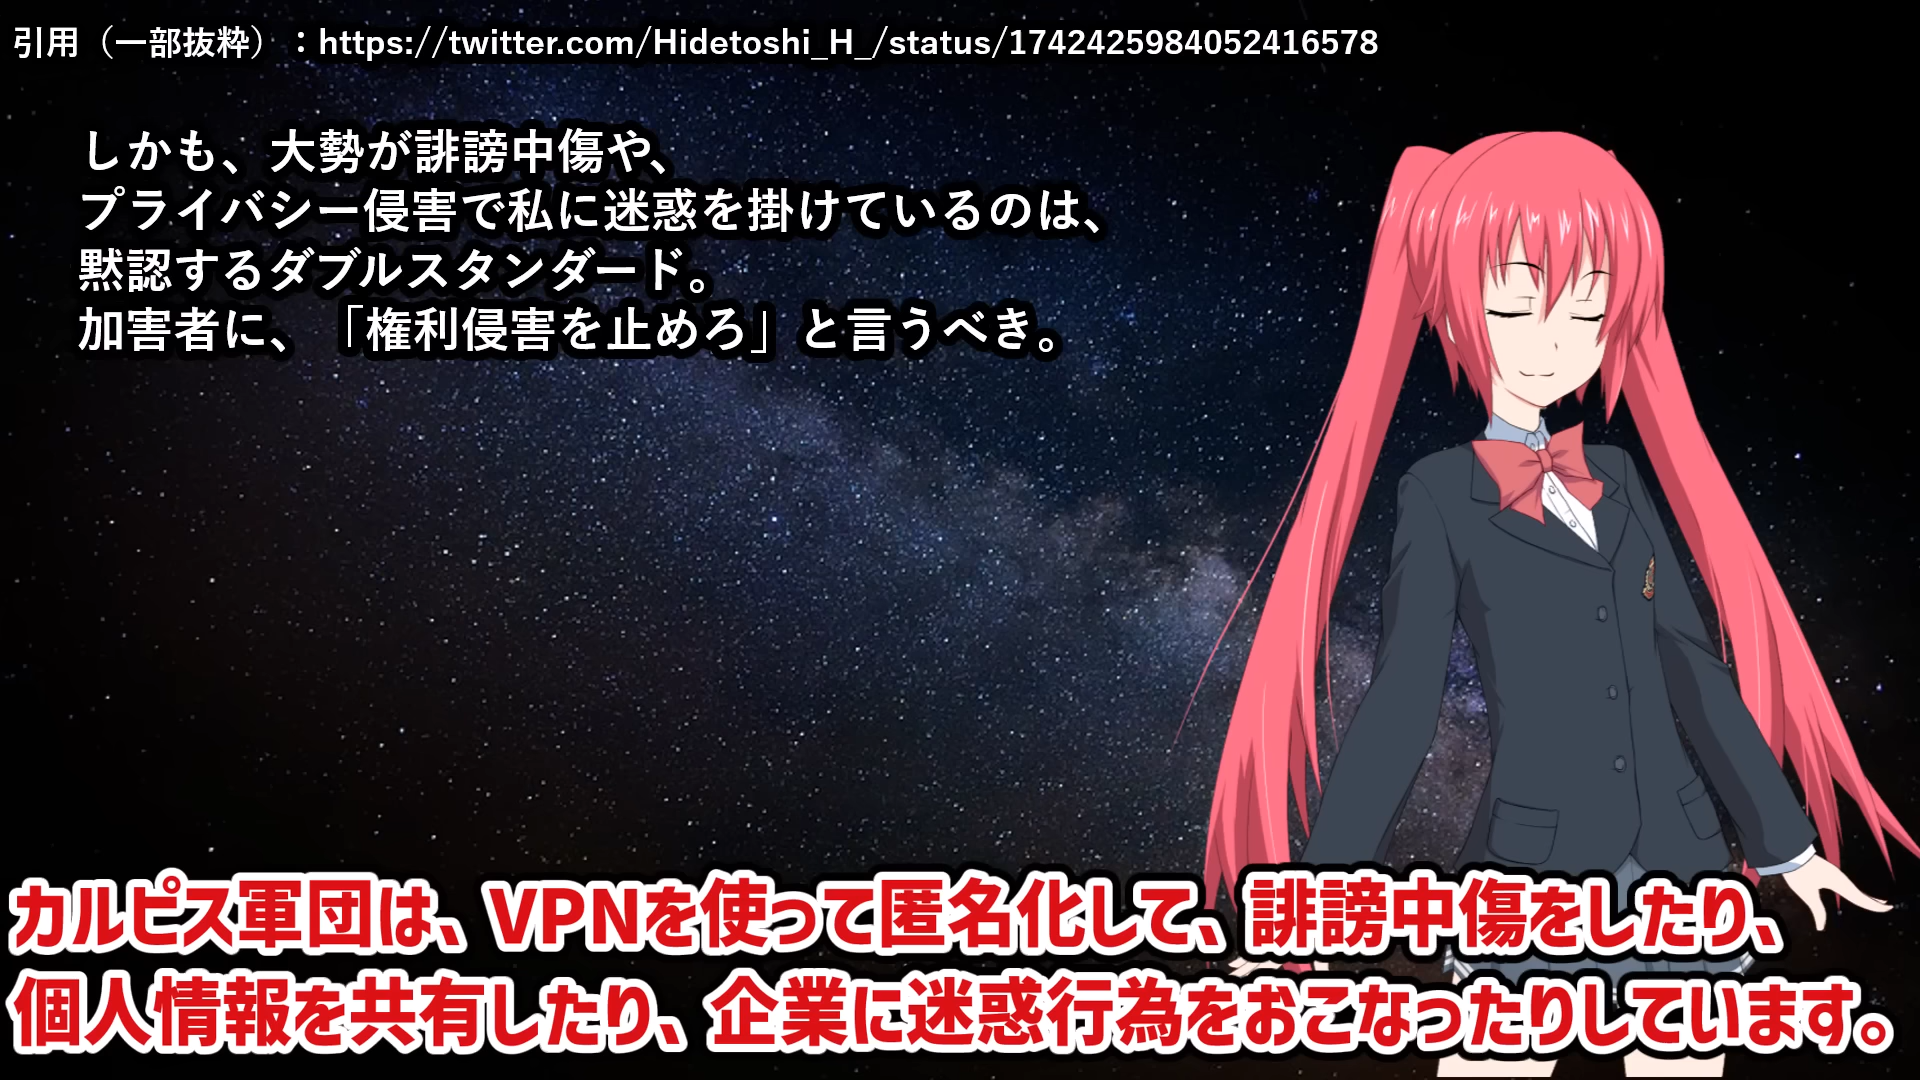 引用（一部抜粋）：https://twitter.com/Hidetoshi_H_/status/1742425984052416578
しかも、大勢が誹謗中傷や、
プライバシー侵害で私に迷惑を掛けているのは、
黙認するダブルスタンダード。
加害者に、「権利侵害を止めろ」と言うべき。
カルピス軍団は、VPNを使って匿名化して、誹謗中傷をしたり、
個人情報を共有したり、企業に迷惑行為をおこなったりしています。